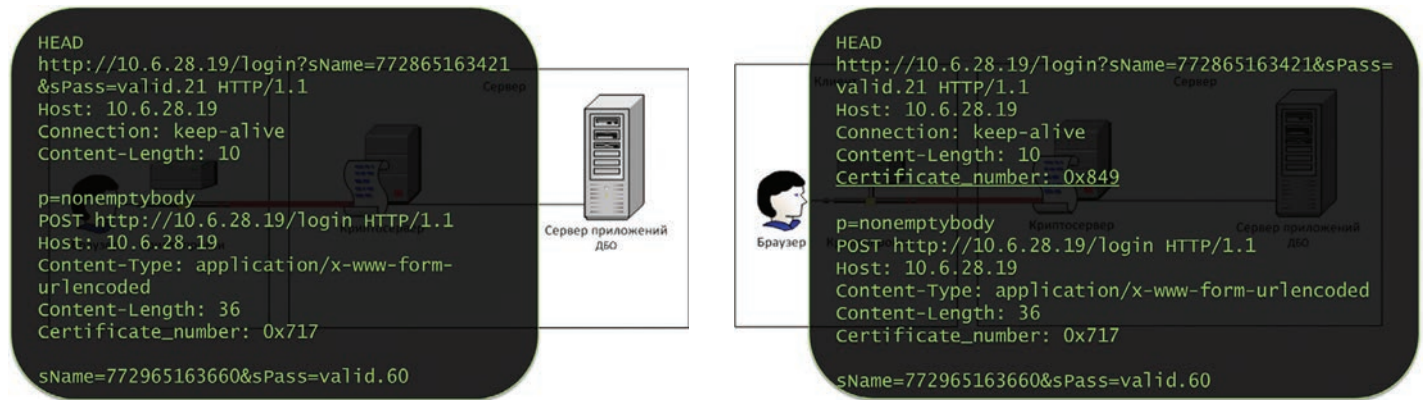 HEAD
http://10.6.28.19/login?sName=772865163421
&sPass=valid.21 HTTP/1.1
Host: 10.6.28.19
Connection: keep-alive
Content-Length: 10
p=nonemptybody
POST http://10.6.28.19/login HTTP/1.1
Host: 10.6.28.19
Content-Type: application/x-www-form-
urlencoded
Content-Length: 36
Certificate_number: 0x717
sName=772965163660&sPass=valid.60
Сервер
Криптосервер
Сервер приложений
ДБО
HEAD
http://10.6.28.19/login?sName=772865163421&sPass=
valid.21 HTTP/1.1
Host: 10.6.28.19
Connection: keep-alive
Content-Length: 10
Certificate_number: 0x849
p=nonemptybody
POST http://10.6.28.19/login HTTP/1.1
Host: 10.6.28.19
Content-Type: application/x-www-form-urlencoded
Content-Length: 36
Certificate_number: 0x717
sName=772965163660&sPass=valid.60
Сервер
Браузер
Криптосервер
Сервер приложений
ДБО